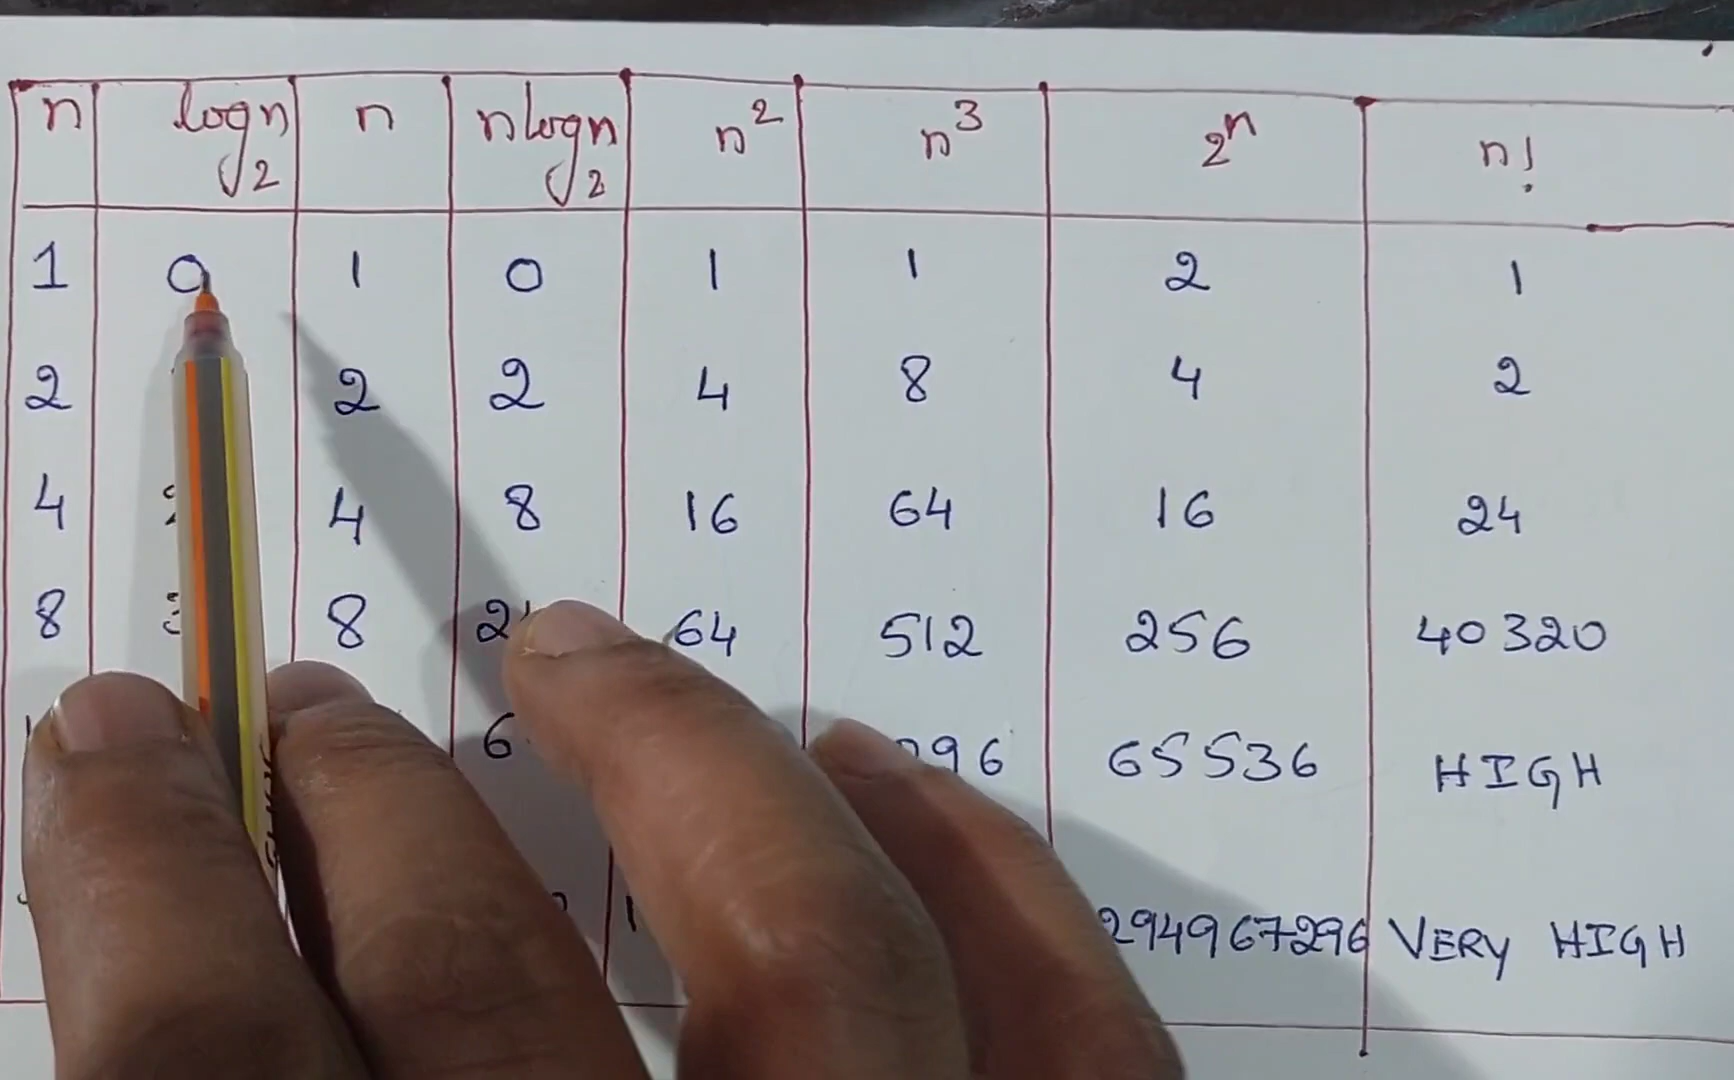 n log₂n n nlog₂n n² n³ 2ⁿ n!
1 0 1 0 1 1 2 1
2 2 2 4 8 4 2
4 4 8 16 64 16 24
8 8 64 512 256 40320
65536 HIGH
VERY HIGH